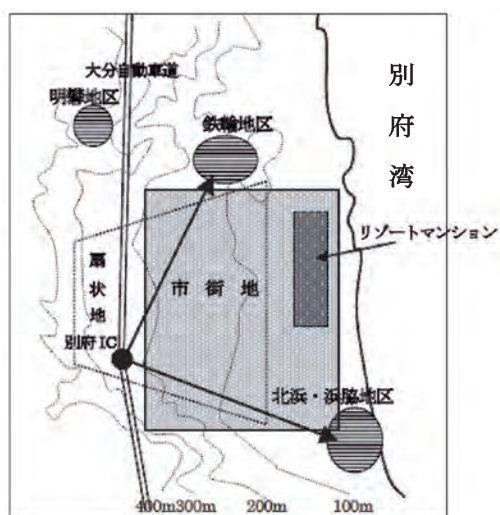 大分自動車道
明礬地区
鉄輪地区
別府湾
リゾートマンション
扇状地
市街地
別府IC
北浜・浜脇地区
400m300m 200m 100m